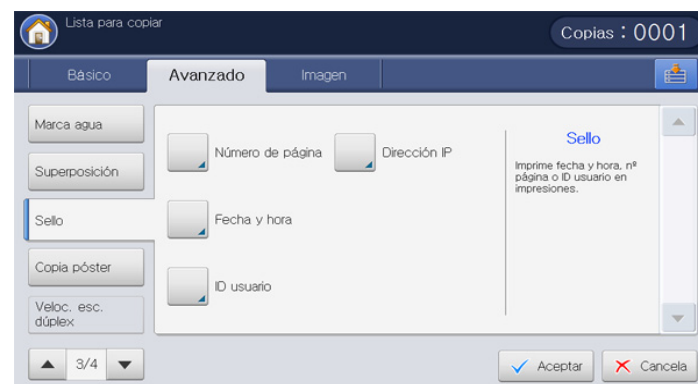 Lista para copiar
Copias : 0001
Básico
Avanzado
Imagen
Marca agua
Superposición
Sello
Copia póster
Veloc. esc.
dúplex
3/4
Número de página
Dirección IP
Fecha y hora
ID usuario
Sello
Imprime fecha y hora, nº
página o ID usuario en
impresiones.
Aceptar
Cancela